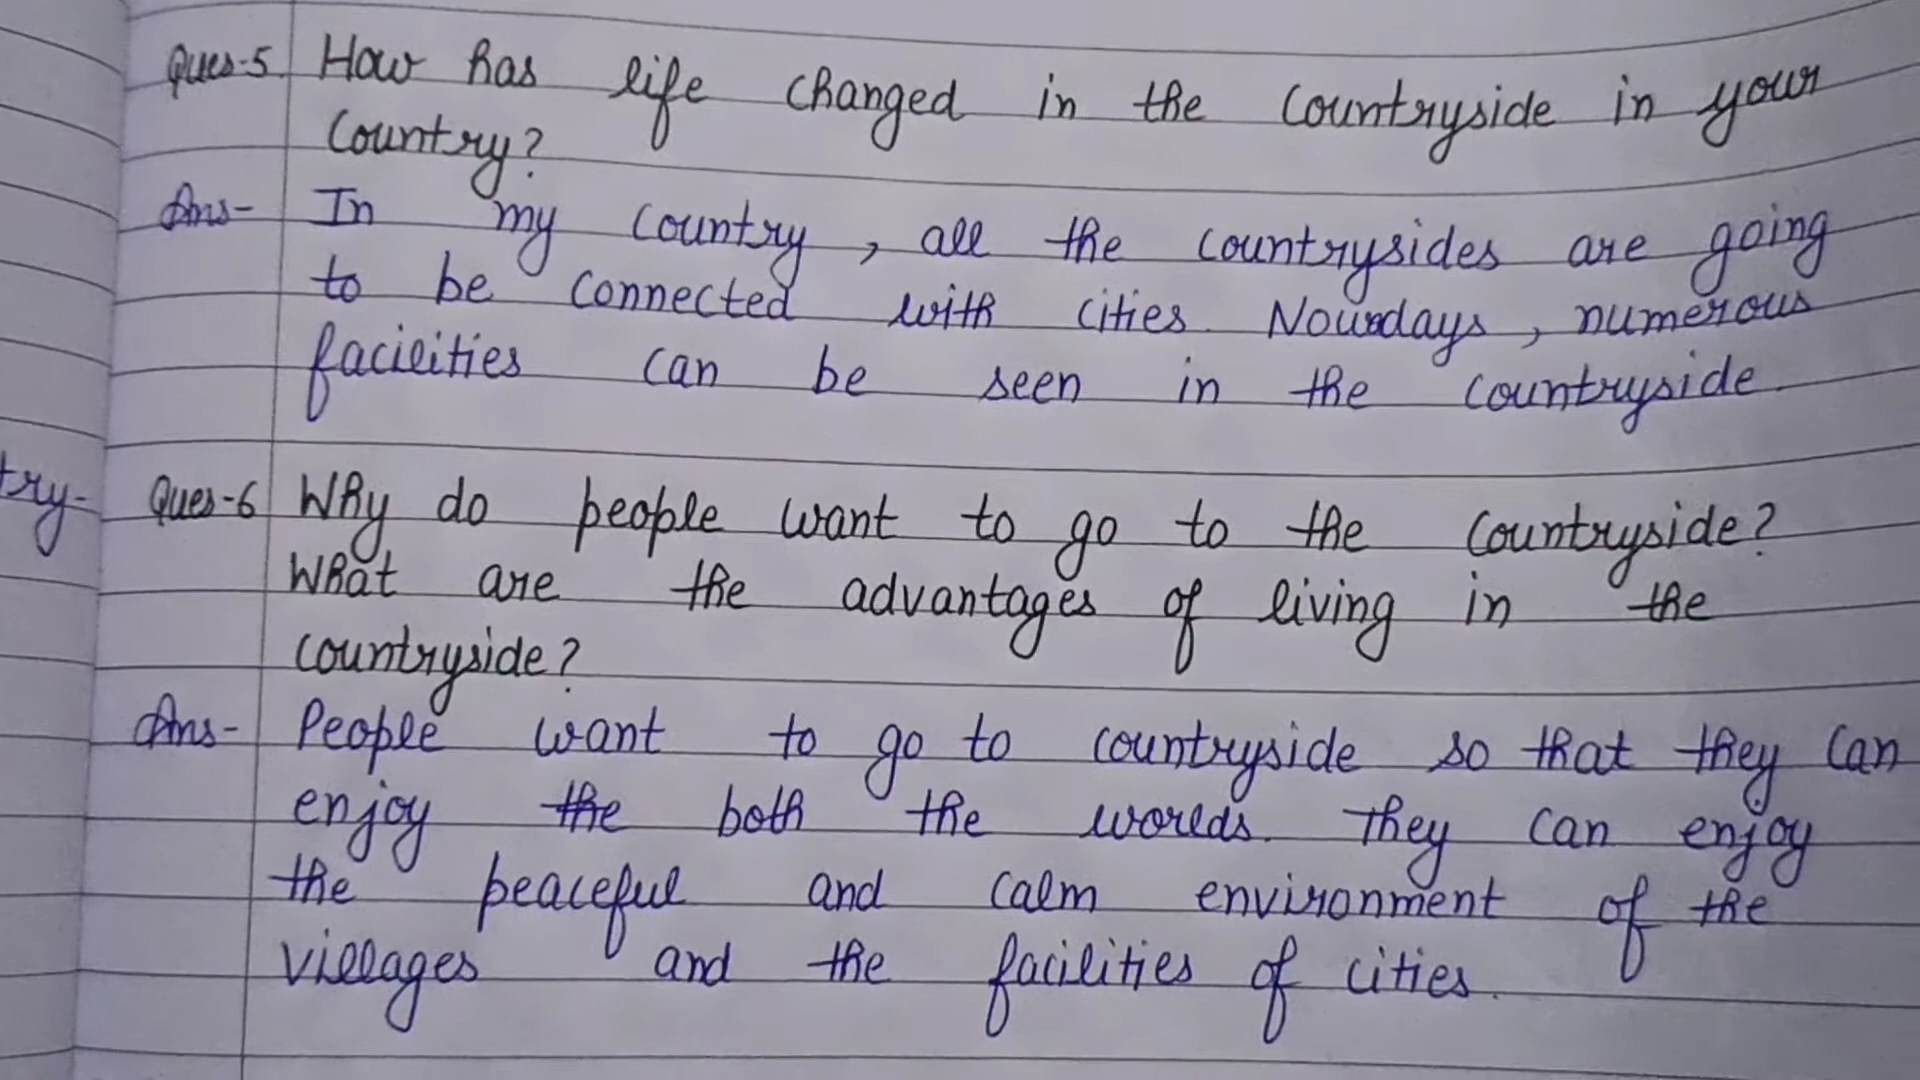 Ques-5. How has life changed in the countryside in your
country?
Ans- In my country, all the countrysides are going
to be connected with cities. Nowdays, numerous
facilities can be seen in the countryside.
try-
Ques-6 Why do people want to go to the countryside?
What are the advantages of living in the
countryside?
Ans- People want to go to countryside so that they can
enjoy the both the worlds. They can enjoy
the peaceful and calm environment of the
villages and the facilities of cities.